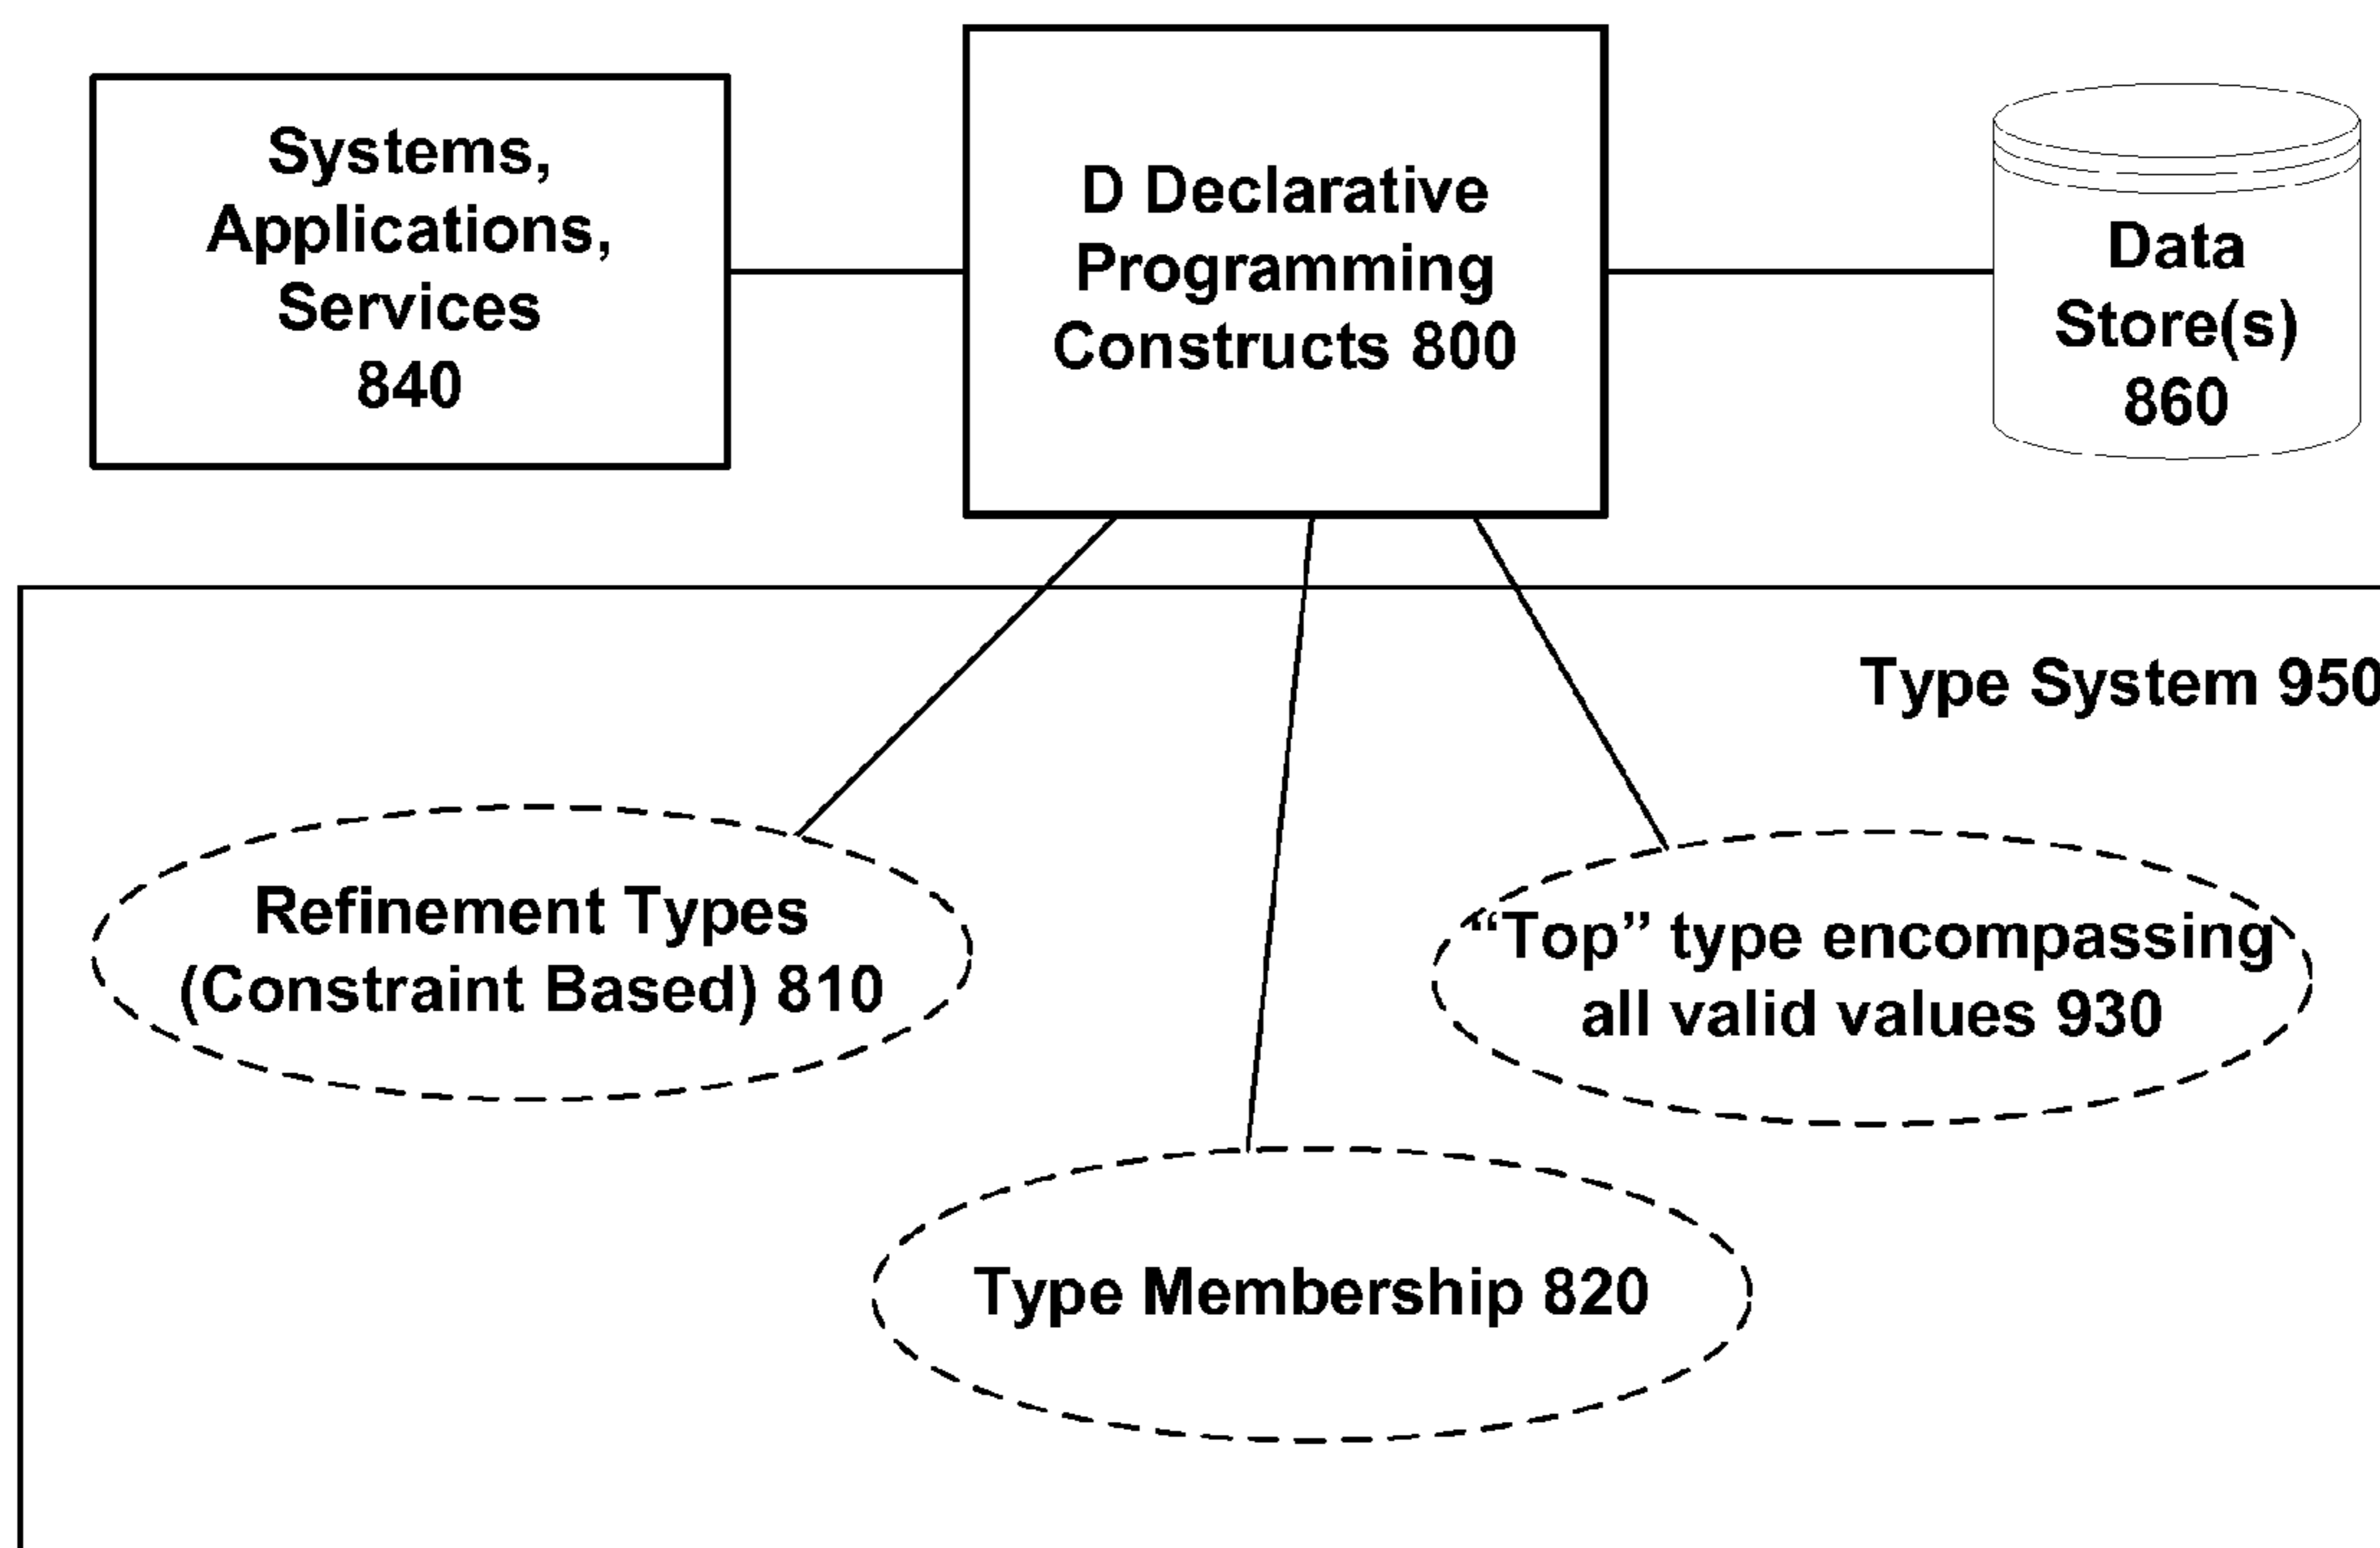 Systems,
Applications,
Services
840
D Declarative
Programming
Constructs 800
Data
Store(s)
860
Type System 950
Refinement Types
(Constraint Based) 810
“Top” type encompassing
all valid values 930
Type Membership 820